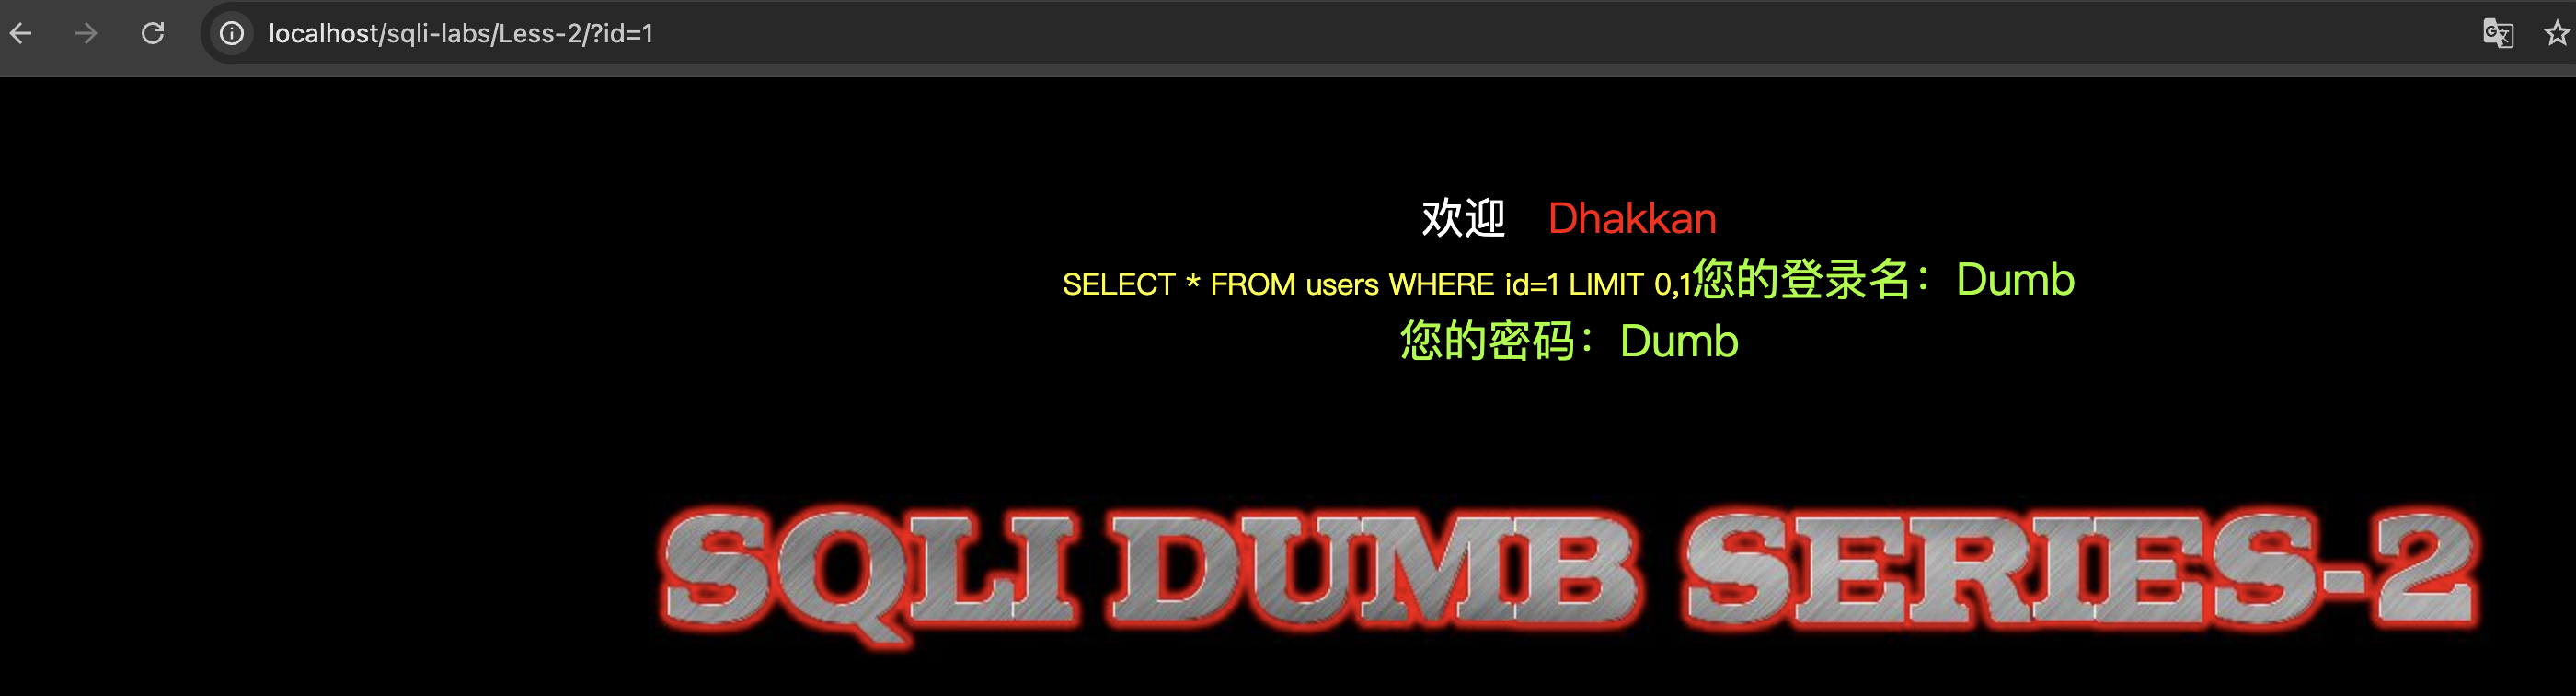 localhost/sqli-labs/Less-2/?id=1
欢迎 Dhakkan
SELECT * FROM users WHERE id=1 LIMIT 0,1您的登录名：Dumb
您的密码：Dumb
SQLI DUMB SERIES-2